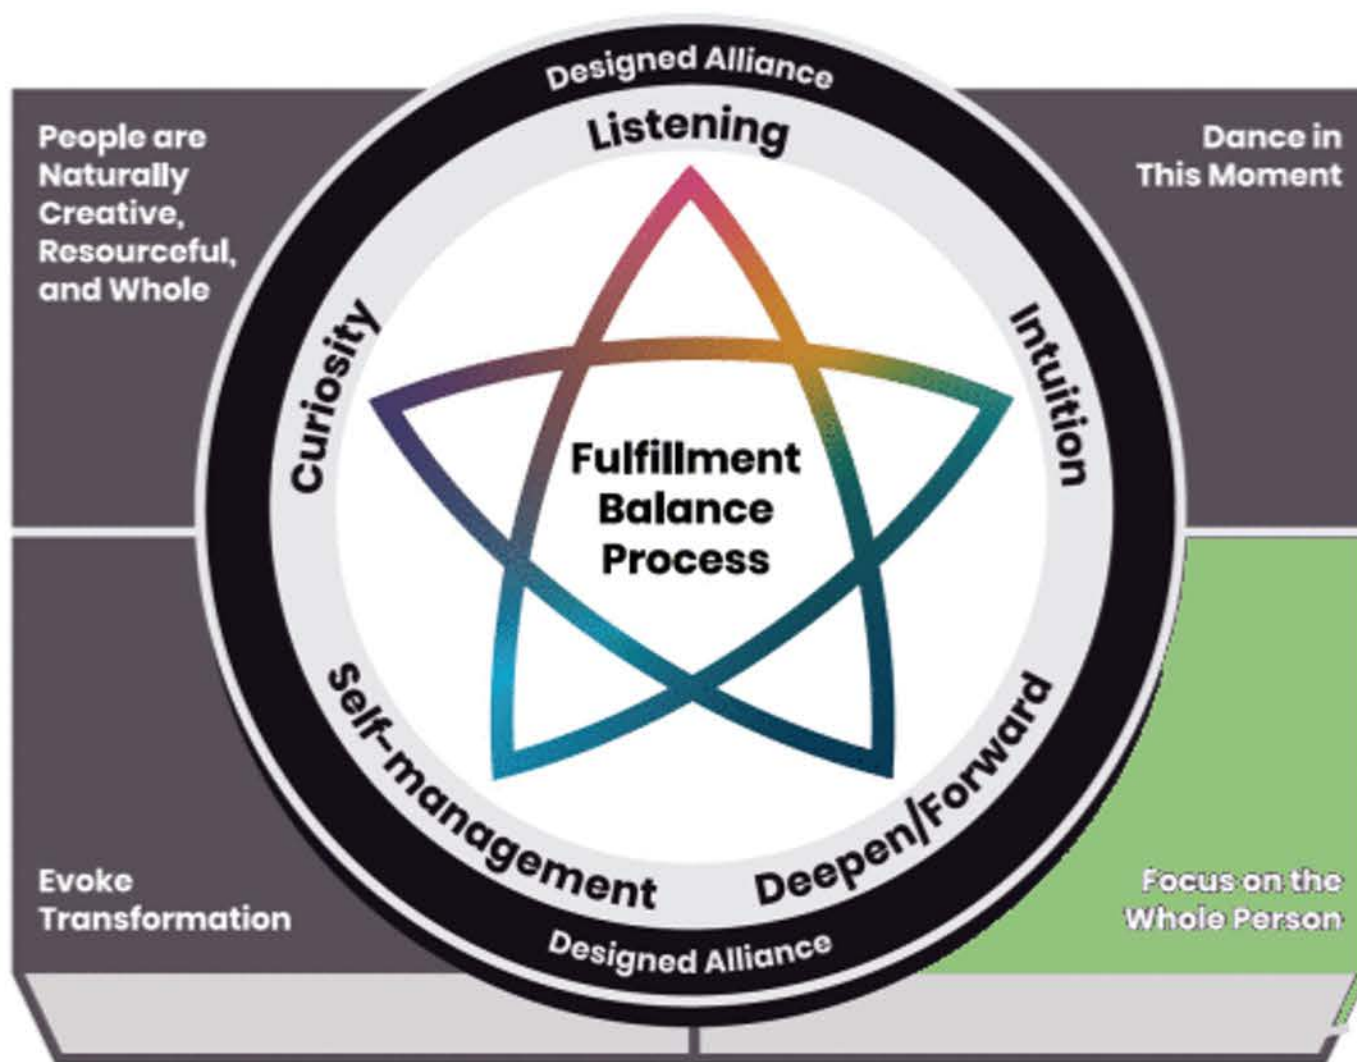 Designed Alliance
Listening
People are
Naturally
Creative,
Resourceful,
and Whole
Dance in
This Moment
Curiosity
Intuition
Fulfillment
Balance
Process
Self-management
Deepen/Forward
Evoke
Transformation
Focus on the
Whole Person
Designed Alliance